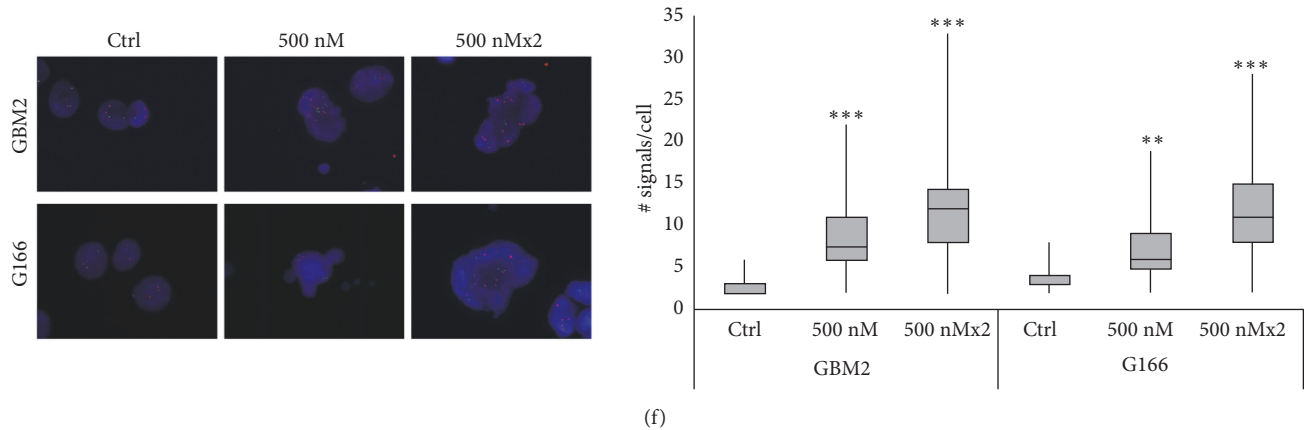 Ctrl 500 nM 500 nMx2
GBM2
G166
# signals/cell
35
30
25
20
15
10
5
0
***
***
**
***
Ctrl 500 nM 500 nMx2 Ctrl 500 nM 500 nMx2
GBM2 G166
(f)